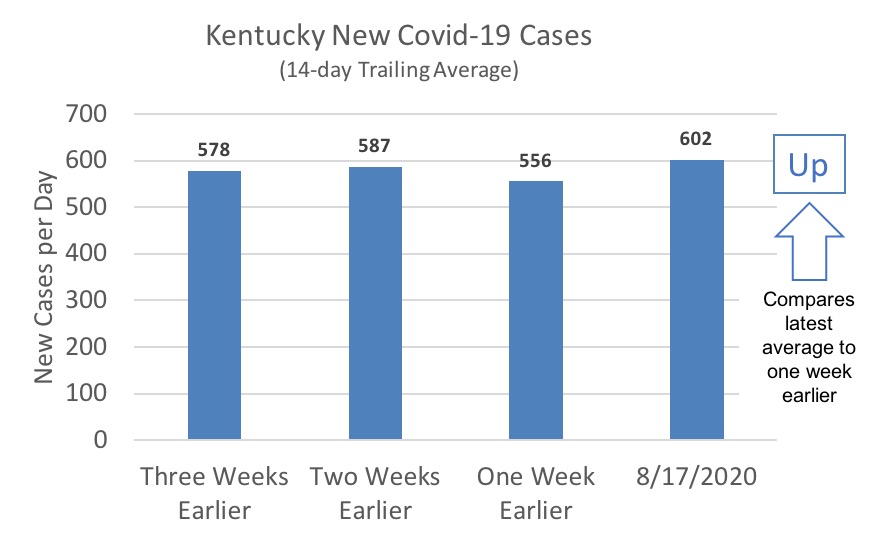 Kentucky New Covid-19 Cases
(14-day Trailing Average)
New Cases per Day
700
600
500
400
300
200
100
0
578
587
556
602
Three Weeks
Earlier
Two Weeks
Earlier
One Week
Earlier
8/17/2020
Up
Compares
latest
average to
one week
earlier